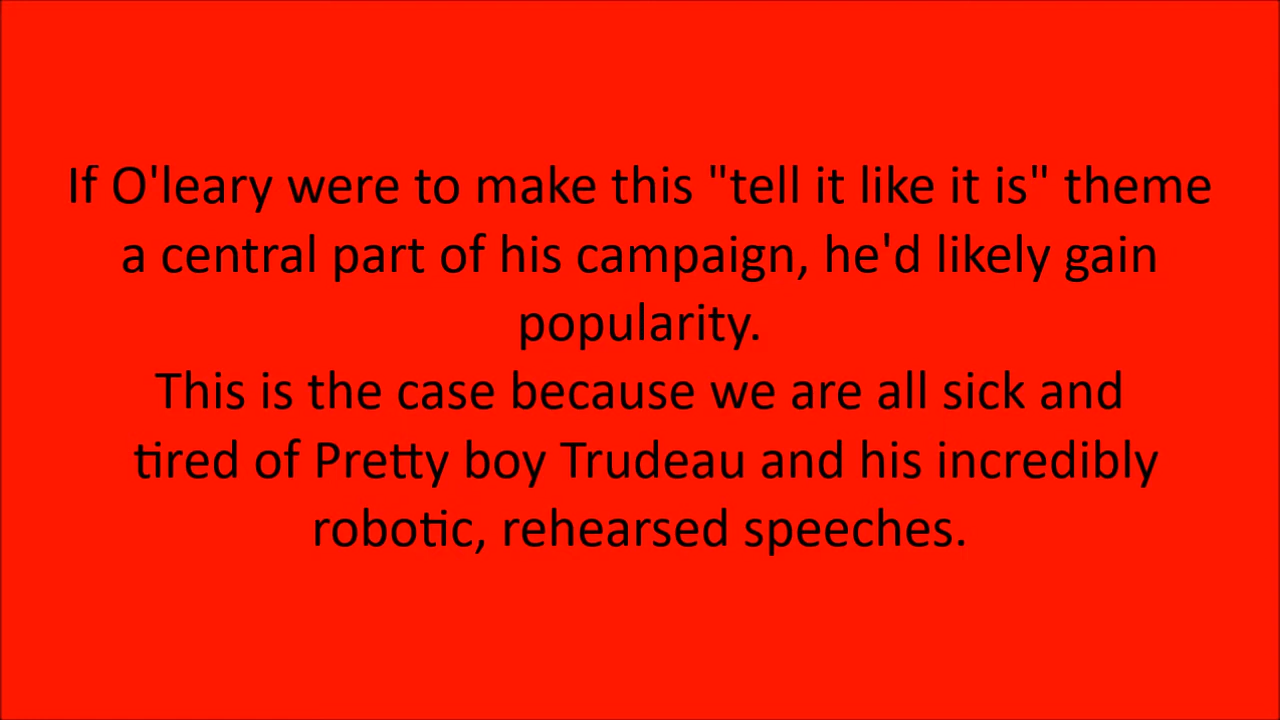 If O'leary were to make this "tell it like it is" theme
a central part of his campaign, he'd likely gain
popularity.
This is the case because we are all sick and
tired of Pretty boy Trudeau and his incredibly
robotic, rehearsed speeches.